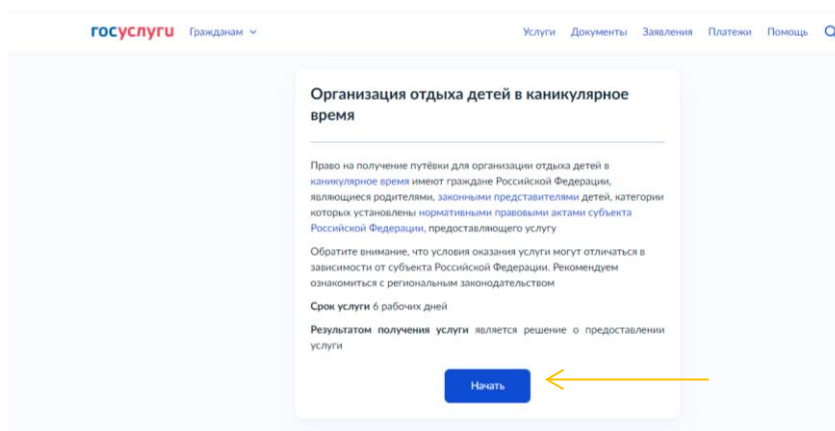 госуслуги Гражданам Услуги Документы Заявления Платежи Помощь
Организация отдыха детей в каникулярное
время
Право на получение путёвки для организации отдыха детей в
каникулярное время имеют граждане Российской Федерации,
являющиеся родителями, законными представителями детей, категории
которых установлены нормативными правовыми актами субъекта
Российской Федерации, предоставляющего услугу
Обратите внимание, что условия оказания услуги могут отличаться в
зависимости от субъекта Российской Федерации. Рекомендуем
ознакомиться с региональным законодательством
Срок услуги 6 рабочих дней
Результатом получения услуги является решение о предоставлении
услуги
Начать